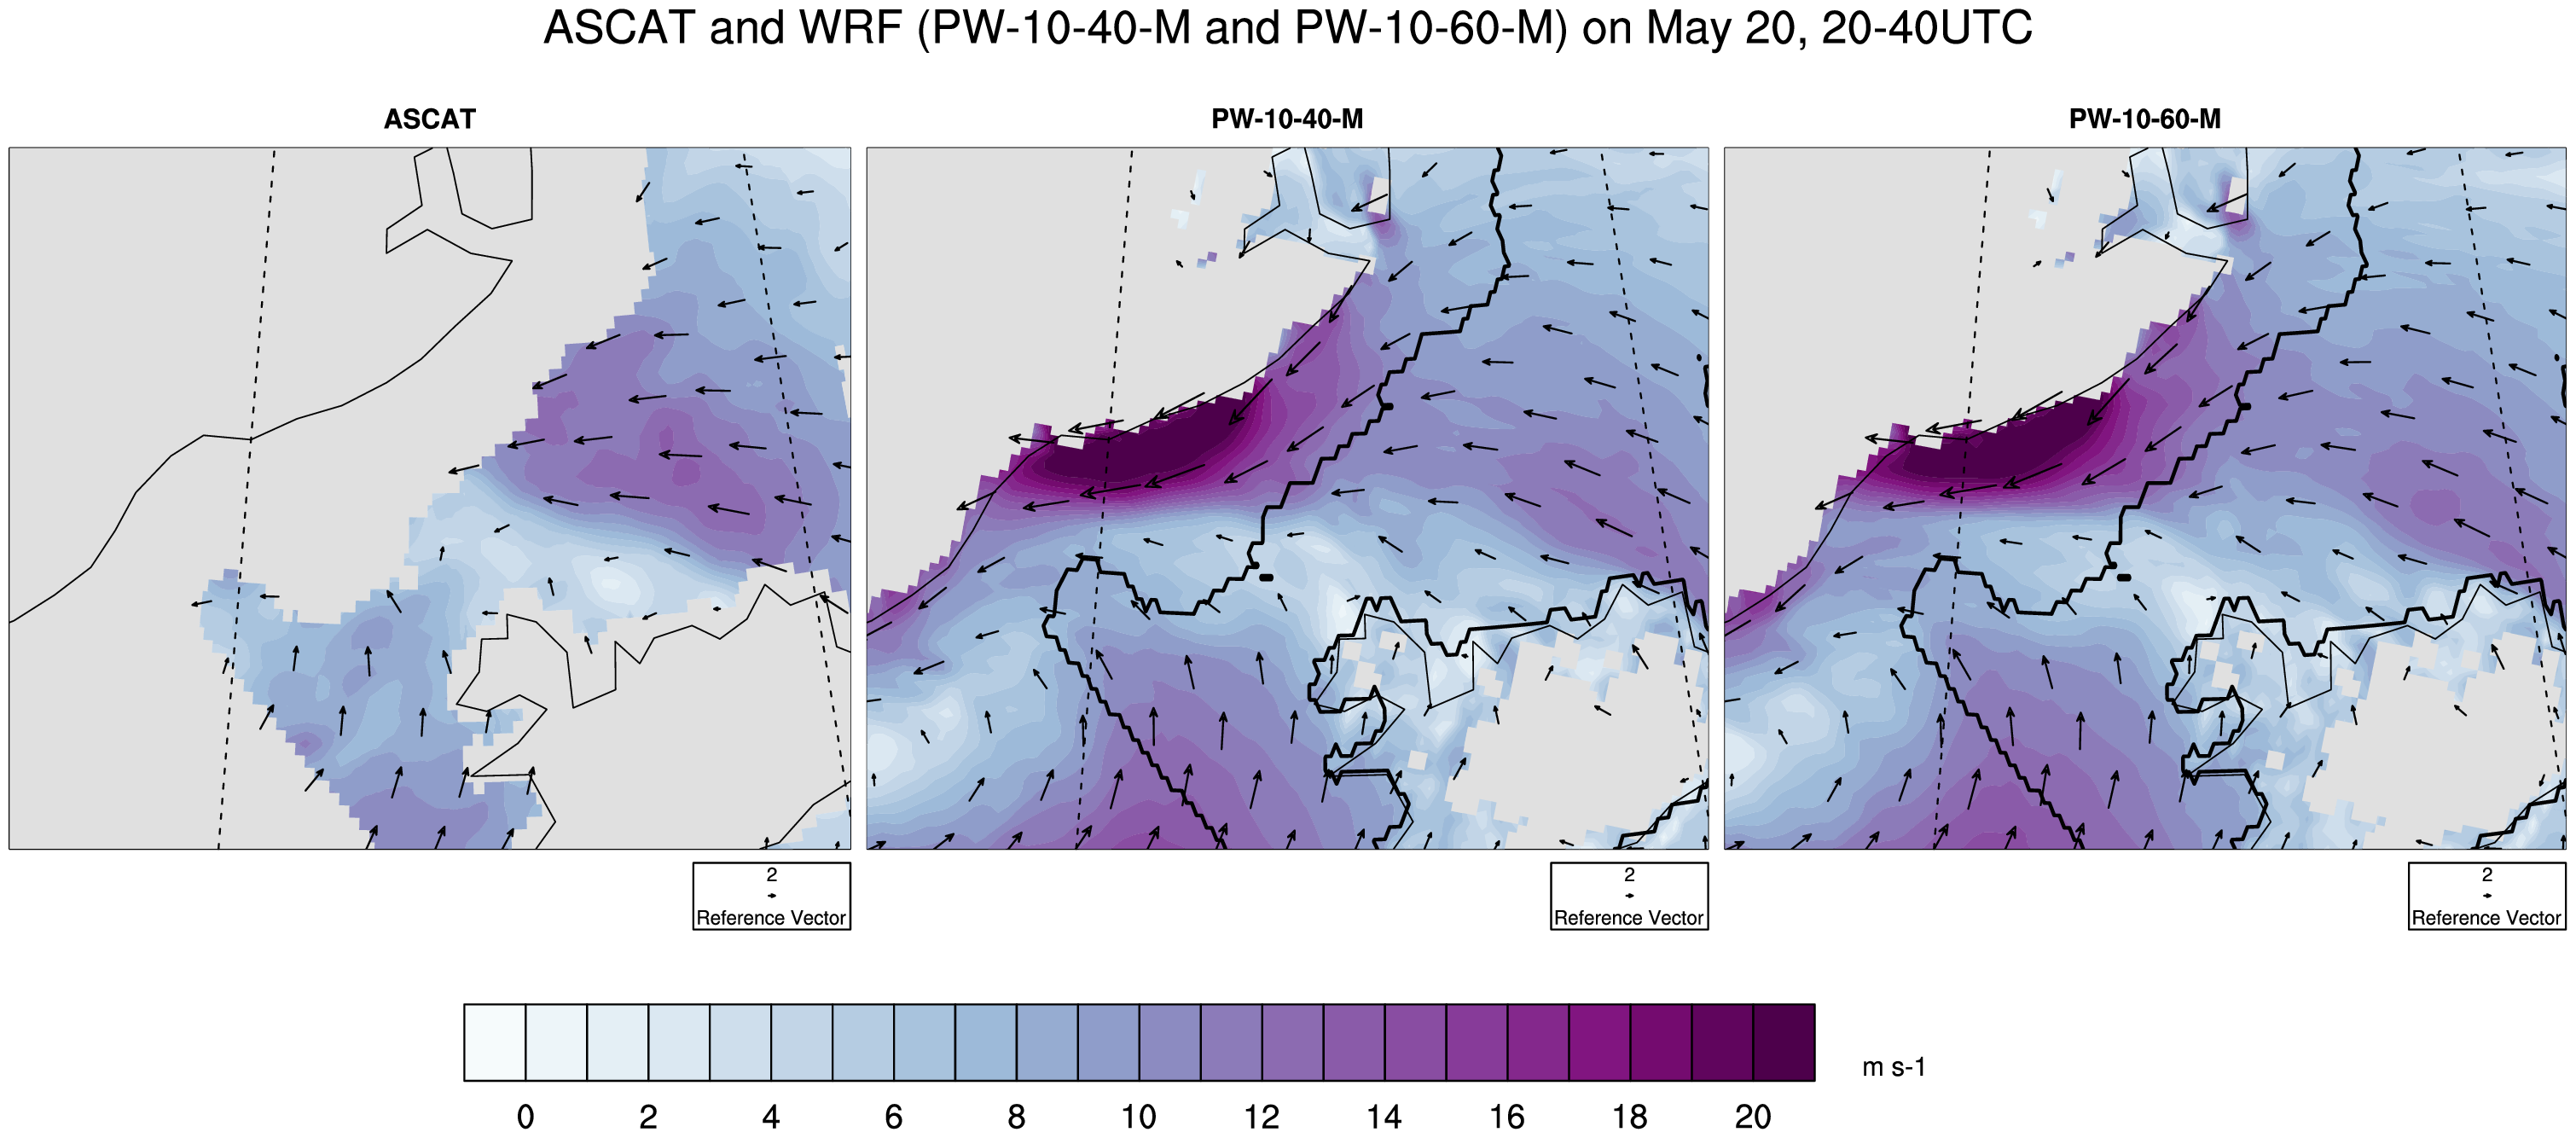 ASCAT and WRF (PW-10-40-M and PW-10-60-M) on May 20, 20-40UTC
ASCAT
PW-10-40-M
PW-10-60-M
2
Reference Vector
2
Reference Vector
2
Reference Vector
m s-1
0 2 4 6 8 10 12 14 16 18 20